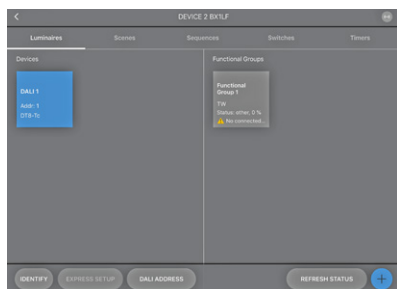 DEVICE 2 BX1LF
Luminaires Scenes Sequences Switches Timers
Devices
Functional Groups
DALI 1
Addr: 1
DT8-Tc
Functional
Group 1
TW
Status: other, 0 %
No connected...
IDENTIFY EXPRESS SETUP DALI ADDRESS REFRESH STATUS +